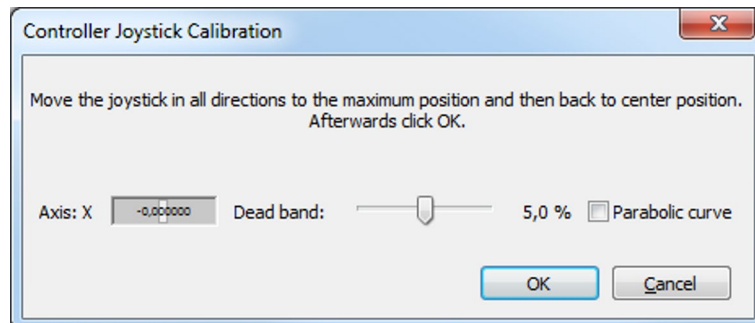 Controller Joystick Calibration
Move the joystick in all directions to the maximum position and then back to center position.
Afterwards click OK.
Axis: X -0,000000 Dead band: 5,0 % Parabolic curve
OK Cancel